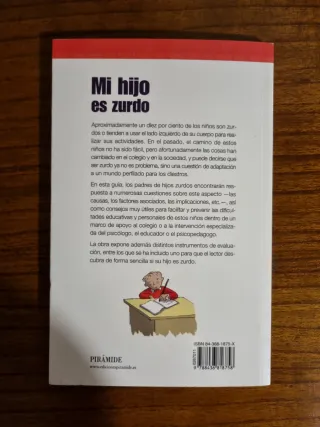 Mi hijo
es zurdo
Aproximadamente un diez por ciento de los niños son zur-
dos o tienden a usar el lado izquierdo de su cuerpo para rea-
lizar sus actividades. En el pasado, el camino de estos
niños no ha sido fácil, pero afortunadamente las cosas han
cambiado en el colegio y en la sociedad, y puede decirse que
ser zurdo ya no es problema, sino una cuestión de adaptación
a un mundo perfilado para los diestros.
En esta guía, los padres de hijos zurdos encontrarán res-
puesta a numerosas cuestiones sobre este aspecto —las
causas, los factores asociados, las implicaciones, etc.—, así
como consejos muy útiles para facilitar y prevenir las dificul-
tades educativas y personales de estos niños dentro de un
marco de apoyo al colegio o a la intervención especializa-
da del psicólogo, el educador o el psicopedagogo.
La obra expone además distintos instrumentos de evalua-
ción, entre los que se ha incluido uno para que el lector des-
cubra de forma sencilla si su hijo es zurdo.
PIRÁMIDE
www.edicionespiramide.es